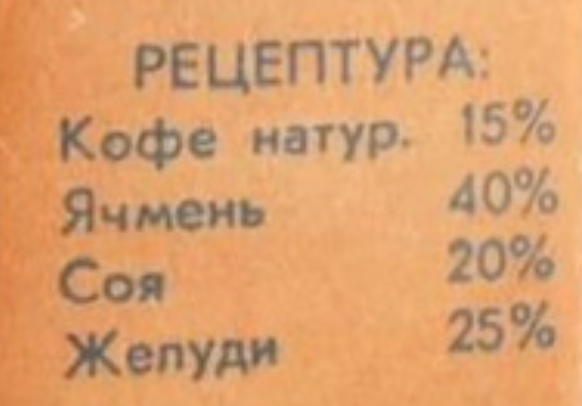 РЕЦЕПТУРА:
Кофе натур. 15%
Ячмень 40%
Соя 20%
Желуди 25%